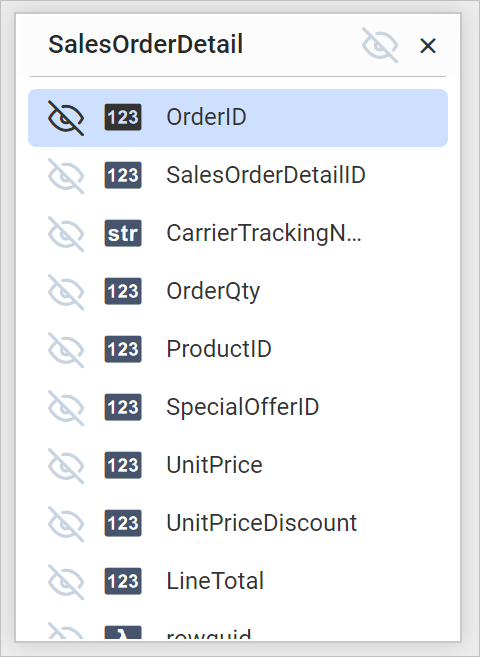 SalesOrderDetail
123 OrderID
123 SalesOrderDetailID
str CarrierTrackingN...
123 OrderQty
123 ProductID
123 SpecialOfferID
123 UnitPrice
123 UnitPriceDiscount
123 LineTotal
rowguid